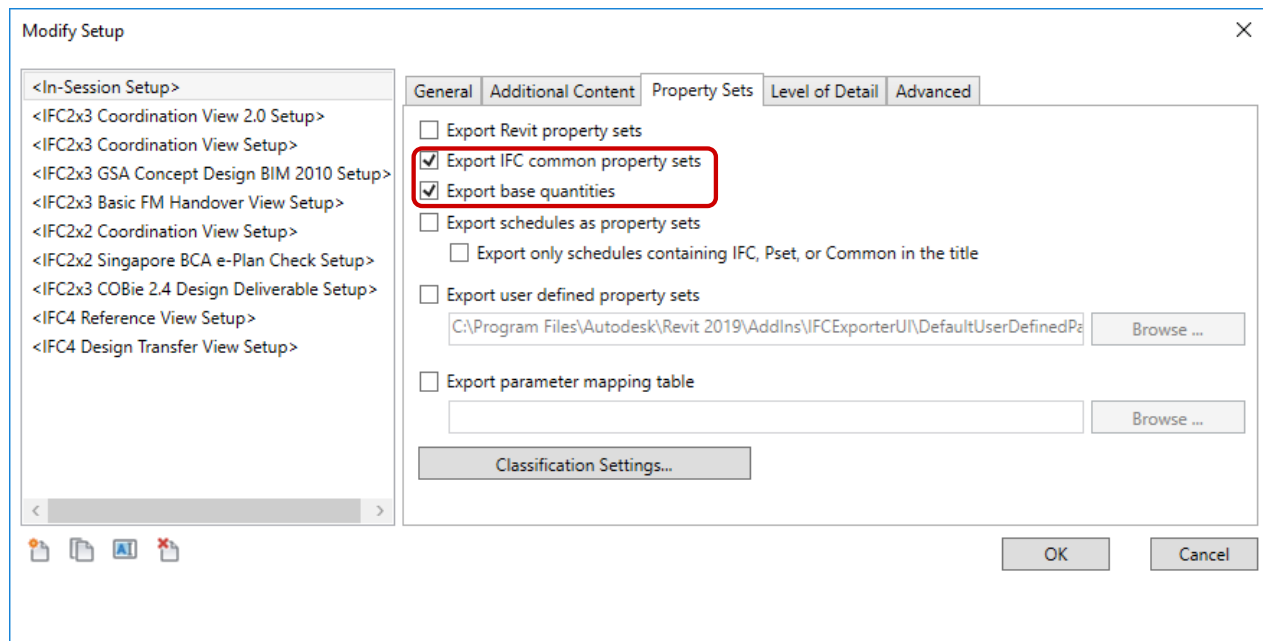 Modify Setup
<In-Session Setup>
<IFC2x3 Coordination View 2.0 Setup>
<IFC2x3 Coordination View Setup>
<IFC2x3 GSA Concept Design BIM 2010 Setup>
<IFC2x3 Basic FM Handover View Setup>
<IFC2x2 Coordination View Setup>
<IFC2x2 Singapore BCA e-Plan Check Setup>
<IFC2x3 COBie 2.4 Design Deliverable Setup>
<IFC4 Reference View Setup>
<IFC4 Design Transfer View Setup>
General Additional Content Property Sets Level of Detail Advanced
Export Revit property sets
Export IFC common property sets
Export base quantities
Export schedules as property sets
Export only schedules containing IFC, Pset, or Common in the title
Export user defined property sets
C:\Program Files\Autodesk\Revit 2019\AddIns\IFCExporterUI\DefaultUserDefinedPa Browse ...
Export parameter mapping table
Browse ...
Classification Settings...
AI
OK Cancel